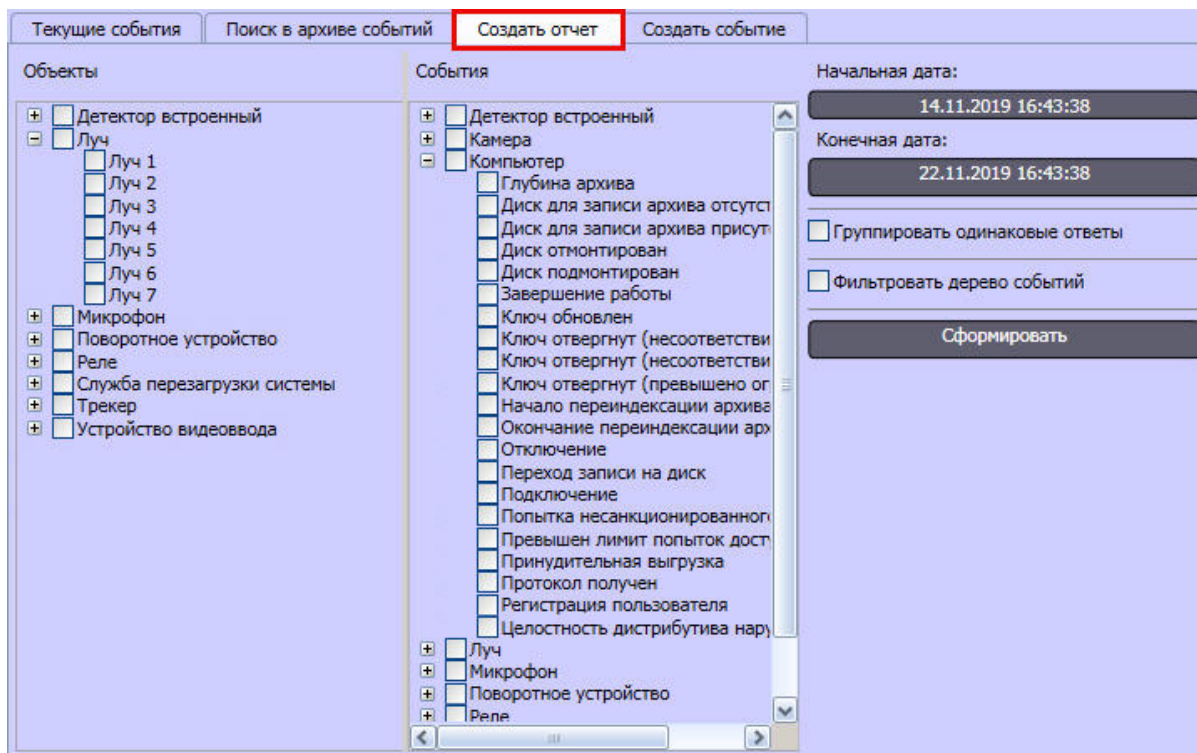 Текущие события
Поиск в архиве событий
Создать отчет
Создать событие
Объекты
Детектор встроенный
Луч
Луч 1
Луч 2
Луч 3
Луч 4
Луч 5
Луч 6
Луч 7
Микрофон
Поворотное устройство
Реле
Служба перезагрузки системы
Трекер
Устройство видеоввода
События
Детектор встроенный
Камера
Компьютер
Глубина архива
Диск для записи архива отсутст
Диск для записи архива присут
Диск отмонтирован
Диск подмонтирован
Завершение работы
Ключ обновлен
Ключ отвергнут (несоответстви
Ключ отвергнут (несоответстви
Ключ отвергнут (превышено ог
Начало переиндексации архива
Окончание переиндексации арх
Отключение
Переход записи на диск
Подключение
Попытка несанкционированног
Превышен лимит попыток дост
Принудительная выгрузка
Протокол получен
Регистрация пользователя
Целостность дистрибутива нару
Луч
Микрофон
Поворотное устройство
Реле
Начальная дата:
14.11.2019 16:43:38
Конечная дата:
22.11.2019 16:43:38
Группировать одинаковые ответы
Фильтровать дерево событий
Сформировать